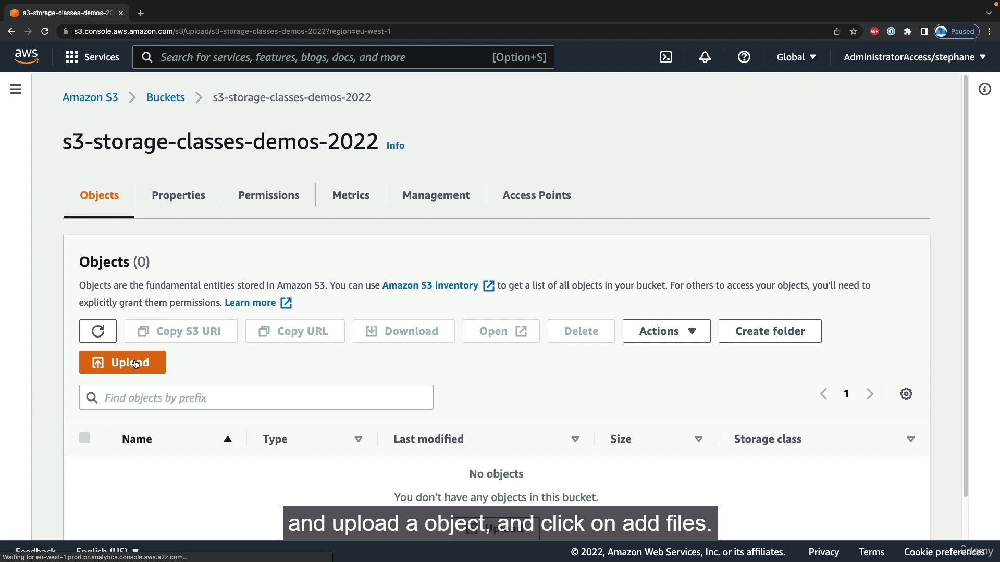 s3-storage-classes-demos-20
s3.console.aws.amazon.com/s3/upload/s3-storage-classes-demos-2022?region=eu-west-1
ABP
Paused
aws
Services
Search for services, features, blogs, docs, and more
[Option+S]
Global
AdministratorAccess/stephane
Amazon S3
Buckets
s3-storage-classes-demos-2022
s3-storage-classes-demos-2022 Info
Objects
Properties
Permissions
Metrics
Management
Access Points
Objects (0)
Objects are the fundamental entities stored in Amazon S3. You can use Amazon S3 inventory to get a list of all objects in your bucket. For others to access your objects, you'll need to
explicitly grant them permissions. Learn more
Copy S3 URI
Copy URL
Download
Open
Delete
Actions
Create folder
Upload
Find objects by prefix
1
Name
Type
Last modified
Size
Storage class
No objects
You don't have any objects in this bucket.
Upload
and upload a object, and click on add files.
Feedback
English (US)
© 2022, Amazon Web Services, Inc. or its affiliates.
Privacy
Terms
Cookie preferences
ûdemy
Waiting for eu-west-1.prod.pr.analytics.console.aws.a2z.com...